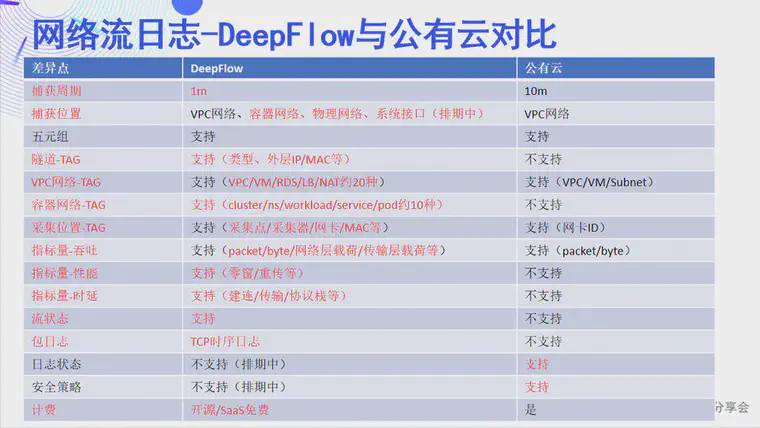 网络流日志-DeepFlow与公有云对比
差异点 DeepFlow 公有云
捕获周期 1m 10m
捕获位置 VPC网络、容器网络、物理网络、系统接口（排期中） VPC网络
五元组 支持 支持
隧道-TAG 支持（类型、外层IP/MAC等） 不支持
VPC网络-TAG 支持（VPC/VM/RDS/LB/NAT约20种） 支持（VPC/VM/Subnet）
容器网络-TAG 支持（cluster/ns/workload/service/pod约10种） 不支持
采集位置-TAG 支持（采集点/采集器/网卡/MAC等） 支持（网卡ID）
指标量-吞吐 支持（packet/byte/网络层载荷/传输层载荷等） 支持（packet/byte）
指标量-性能 支持（零窗/重传等） 不支持
指标量-时延 支持（建连/传输/协议栈等） 不支持
流状态 支持 不支持
包日志 TCP时序日志 不支持
日志状态 不支持（排期中） 支持
安全策略 不支持（排期中） 支持
计费 开源/SaaS免费 是
分享会